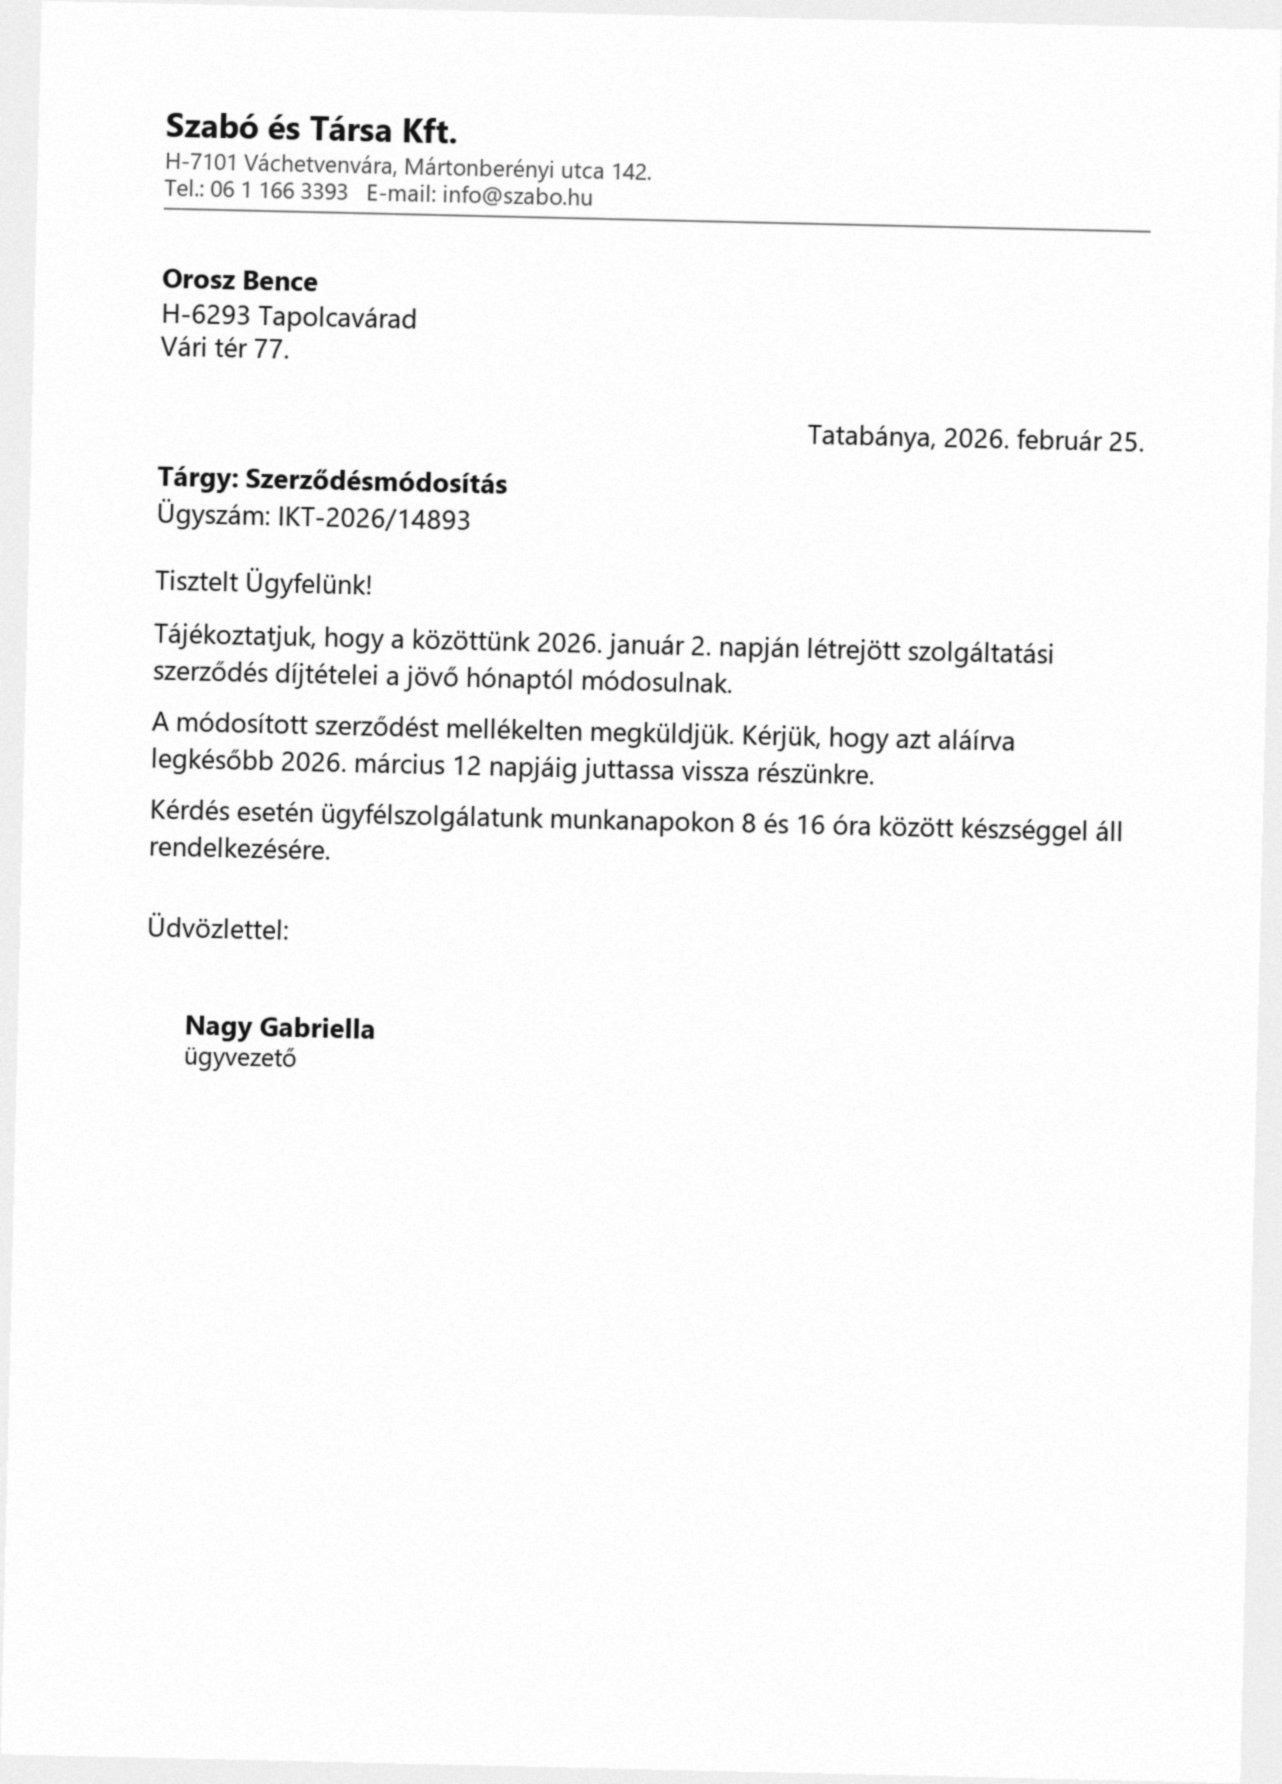 Szabó és Társa Kft.
H-7101 Váchetvenvára, Mártonberényi utca 142.
Tel.: 06 1 166 3393 E-mail: info@szabo.hu
Orosz Bence
H-6293 Tapolcavárad
Vári tér 77.
Tatabánya, 2026. február 25.
Tárgy: Szerződésmódosítás
Ügyszám: IKT-2026/14893
Tisztelt Ügyfelünk!
Tájékoztatjuk, hogy a közöttünk 2026. január 2. napján létrejött szolgáltatási
szerződés díjtételei a jövő hónaptól módosulnak.
A módosított szerződést mellékelten megküldjük. Kérjük, hogy azt aláírva
legkésőbb 2026. március 12 napjáig juttassa vissza részünkre.
Kérdés esetén ügyfélszolgálatunk munkanapokon 8 és 16 óra között készséggel áll
rendelkezésére.
Üdvözlettel:
Nagy Gabriella
ügyvezető